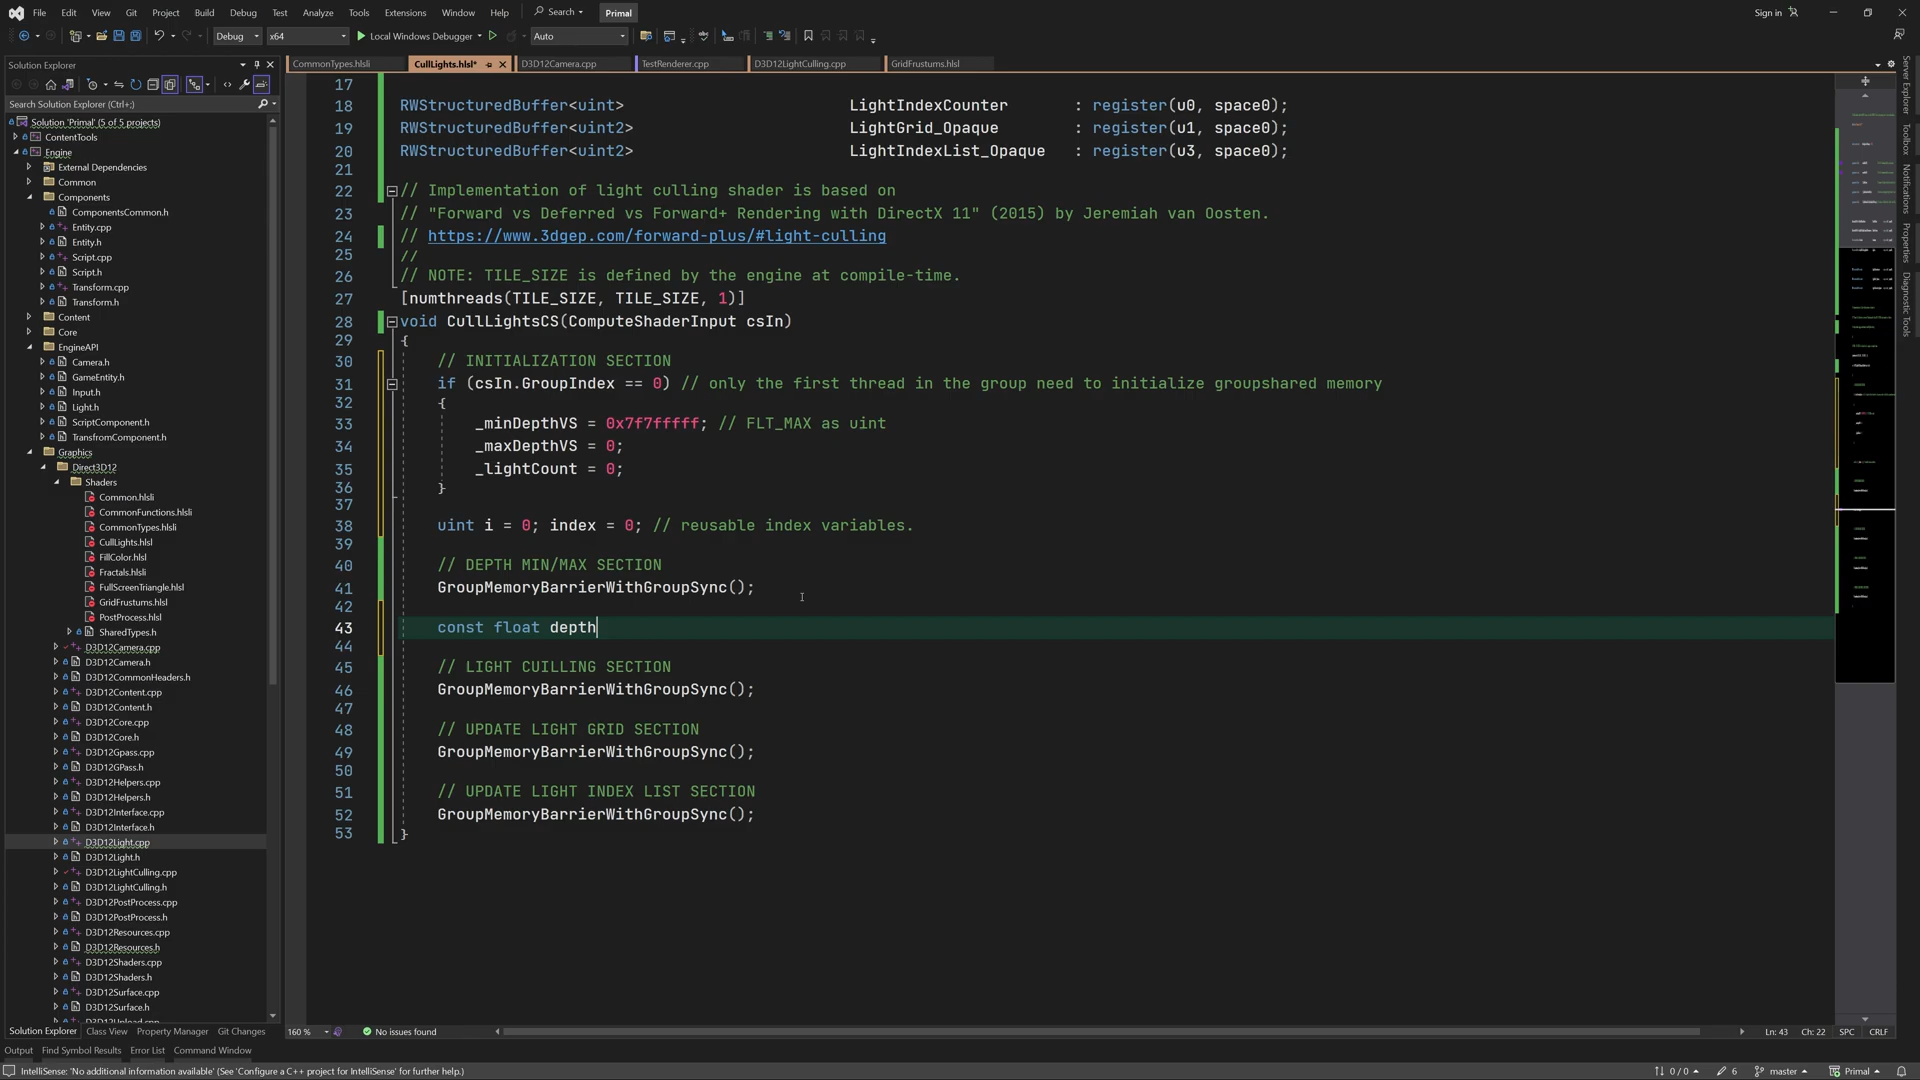 File Edit View Git Project Build Debug Test Analyze Tools Extensions Window Help Search Primal Sign in
Debug x64 Local Windows Debugger Auto
Solution Explorer
Search Solution Explorer (Ctrl+;)
Solution 'Primal' (5 of 5 projects)
ContentTools
Engine
External Dependencies
Common
Components
ComponentsCommon.h
Entity.cpp
Entity.h
Script.cpp
Script.h
Transform.cpp
Transform.h
Content
Core
EngineAPI
Camera.h
GameEntity.h
Input.h
Light.h
ScriptComponent.h
TransfromComponent.h
Graphics
Direct3D12
Shaders
Common.hlsli
CommonFunctions.hlsli
CommonTypes.hlsli
CullLights.hlsl
FillColor.hlsl
Fractals.hlsli
FullScreenTriangle.hlsl
GridFrustums.hlsl
PostProcess.hlsl
SharedTypes.h
D3D12Camera.cpp
D3D12Camera.h
D3D12CommonHeaders.h
D3D12Content.cpp
D3D12Content.h
D3D12Core.cpp
D3D12Core.h
D3D12Gpass.cpp
D3D12GPass.h
D3D12Helpers.cpp
D3D12Helpers.h
D3D12Interface.cpp
D3D12Interface.h
D3D12Light.cpp
D3D12Light.h
D3D12LightCulling.cpp
D3D12LightCulling.h
D3D12PostProcess.cpp
D3D12PostProcess.h
D3D12Resources.cpp
D3D12Resources.h
D3D12Shaders.cpp
D3D12Shaders.h
D3D12Surface.cpp
D3D12Surface.h
D3D12Upload.cpp
Solution Explorer Class View Property Manager Git Changes
CommonTypes.hlsli CullLights.hlsl* D3D12Camera.cpp TestRenderer.cpp D3D12LightCulling.cpp GridFrustums.hlsl
17
18 RWStructuredBuffer<uint> LightIndexCounter : register(u0, space0);
19 RWStructuredBuffer<uint2> LightGrid_Opaque : register(u1, space0);
20 RWStructuredBuffer<uint2> LightIndexList_Opaque : register(u3, space0);
21
22 // Implementation of light culling shader is based on
23 // "Forward vs Deferred vs Forward+ Rendering with DirectX 11" (2015) by Jeremiah van Oosten.
24 // https://www.3dgep.com/forward-plus/#light-culling
25 //
26 // NOTE: TILE_SIZE is defined by the engine at compile-time.
27 [numthreads(TILE_SIZE, TILE_SIZE, 1)]
28 void CullLightsCS(ComputeShaderInput csIn)
29 {
30 // INITIALIZATION SECTION
31 if (csIn.GroupIndex == 0) // only the first thread in the group need to initialize groupshared memory
32 {
33 _minDepthVS = 0x7f7fffff; // FLT_MAX as uint
34 _maxDepthVS = 0;
35 _lightCount = 0;
36 }
37
38 uint i = 0; index = 0; // reusable index variables.
39
40 // DEPTH MIN/MAX SECTION
41 GroupMemoryBarrierWithGroupSync();
42
43 const float depth
44
45 // LIGHT CUILLING SECTION
46 GroupMemoryBarrierWithGroupSync();
47
48 // UPDATE LIGHT GRID SECTION
49 GroupMemoryBarrierWithGroupSync();
50
51 // UPDATE LIGHT INDEX LIST SECTION
52 GroupMemoryBarrierWithGroupSync();
53 }
160 % No issues found Ln: 43 Ch: 22 SPC CRLF
Server Explorer
Toolbox
Notifications
Properties
Diagnostic Tools
Output Find Symbol Results Error List Command Window
IntelliSense: 'No additional information available' (See 'Configure a C++ project for IntelliSense' for further help.) 0 / 0 6 master Primal